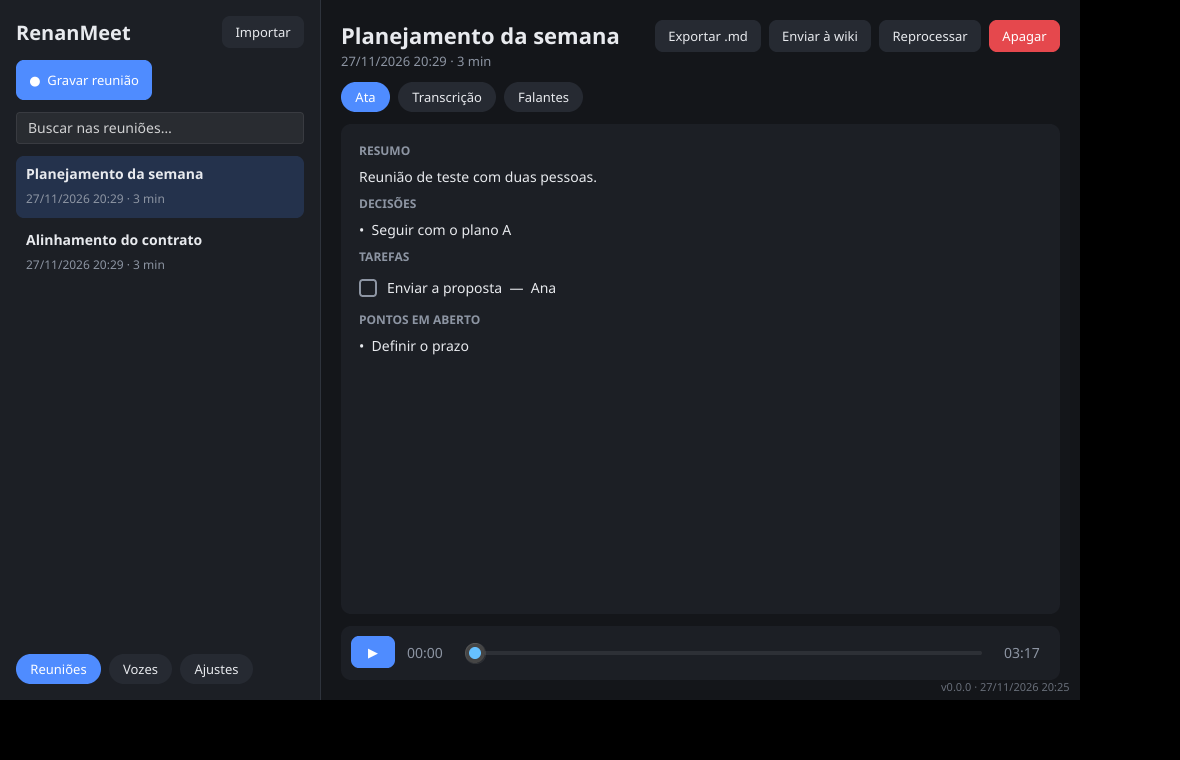 RenanMeet
Importar
Gravar reunião
Buscar nas reuniões...
Planejamento da semana
27/11/2026 20:29 · 3 min
Alinhamento do contrato
27/11/2026 20:29 · 3 min
Reuniões
Vozes
Ajustes
Planejamento da semana
27/11/2026 20:29 · 3 min
Exportar .md
Enviar à wiki
Reprocessar
Apagar
Ata
Transcrição
Falantes
RESUMO
Reunião de teste com duas pessoas.
DECISÕES
• Seguir com o plano A
TAREFAS
Enviar a proposta — Ana
PONTOS EM ABERTO
• Definir o prazo
00:00
03:17
v0.0.0 · 27/11/2026 20:25